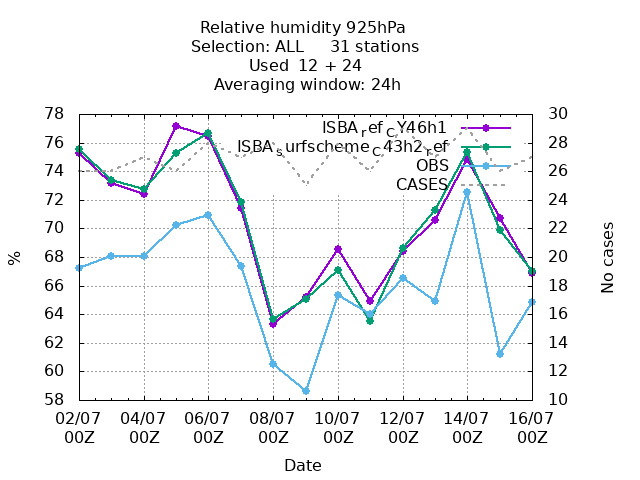 Relative humidity 925hPa
Selection: ALL 31 stations
Used 12 + 24
Averaging window: 24h
ISBA_ref_CY46h1
ISBA_surfscheme_C43h2_ref
OBS
CASES
78
76
74
72
70
68
66
64
62
60
58
%
30
28
26
24
22
20
18
16
14
12
10
No cases
02/07 04/07 06/07 08/07 10/07 12/07 14/07 16/07
00Z 00Z 00Z 00Z 00Z 00Z 00Z 00Z
Date